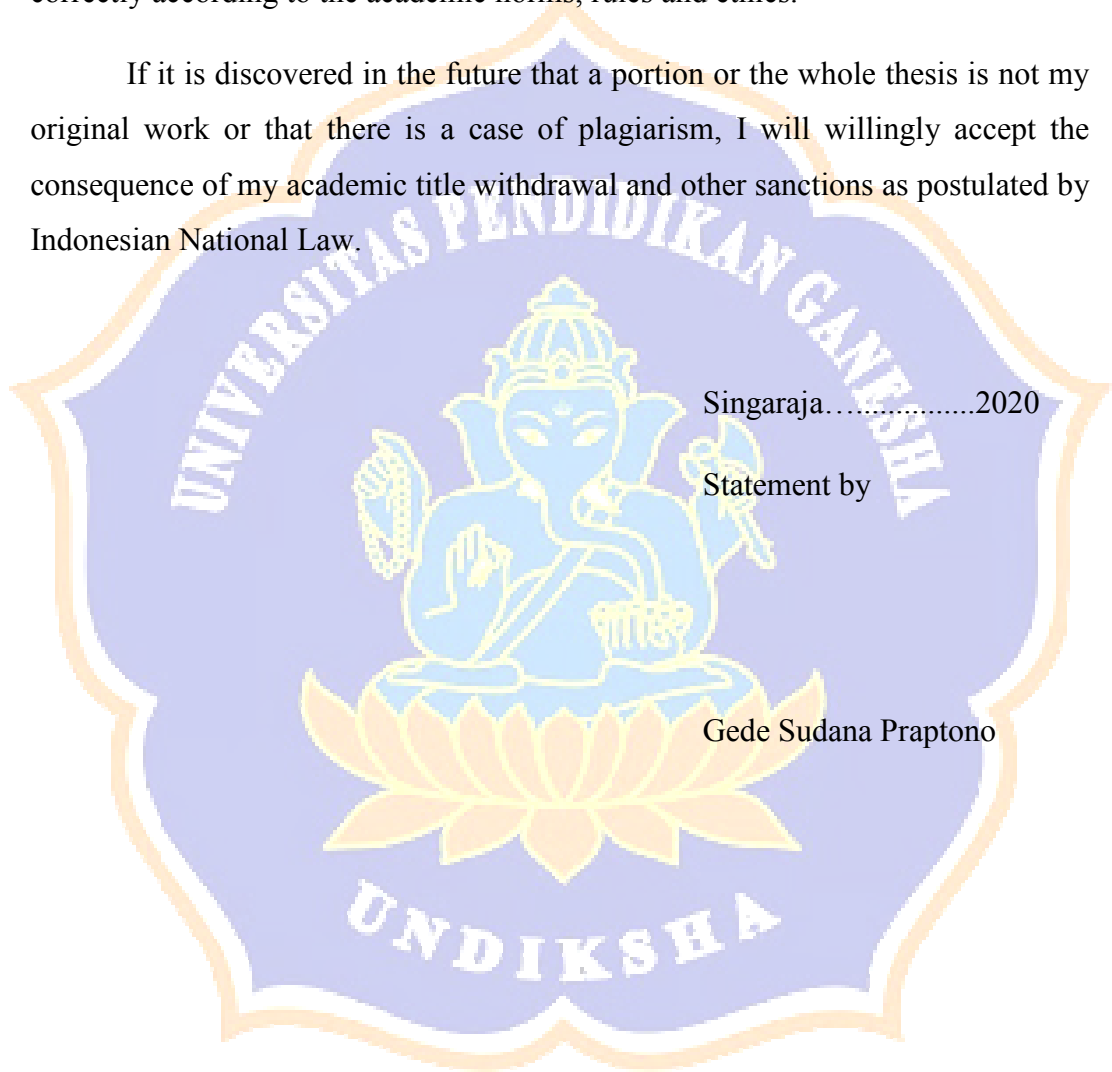 correctly according to the academic norms, rules and ethics.
If it is discovered in the future that a portion or the whole thesis is not my
original work or that there is a case of plagiarism, I will willingly accept the
consequence of my academic title withdrawal and other sanctions as postulated by
Indonesian National Law.
UNIVERSITAS PENDIDIKAN GANESHA
Singaraja….................2020
Statement by
Gede Sudana Praptono
UNDIKSHA